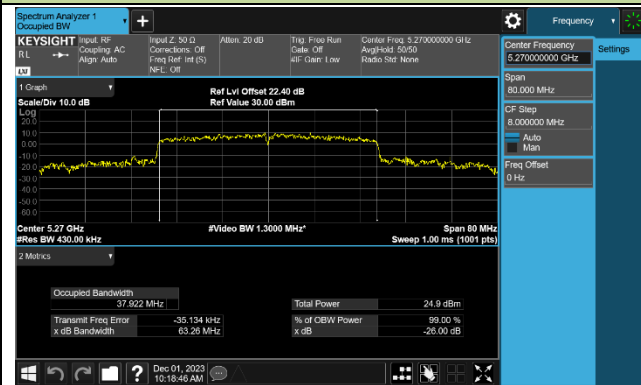 Spectrum Analyzer 1
Occupied BW
+
Frequency
KEYSIGHT
RL
Input: RF
Coupling: AC
Align: Auto
Input Z: 50 Ω
Corrections: Off
Freq Ref: Int (S)
NFE: Off
Atten: 20 dB
Trig: Free Run
Gate: Off
#IF Gain: Low
Center Freq: 5.270000000 GHz
Avg|Hold: 50/50
Radio Std: None
LXI
Center Frequency
5.270000000 GHz
Settings
Span
80.000 MHz
CF Step
8.000000 MHz
Auto
Man
Freq Offset
0 Hz
1 Graph
Scale/Div 10.0 dB
Ref Lvl Offset 22.40 dB
Ref Value 30.00 dBm
Log
20.0
10.0
0.00
-10.0
-20.0
-30.0
-40.0
-50.0
-60.0
Center 5.27 GHz
#Res BW 430.00 kHz
#Video BW 1.3000 MHz*
Span 80 MHz
Sweep 1.00 ms (1001 pts)
2 Metrics
Occupied Bandwidth
37.922 MHz
Total Power 24.9 dBm
Transmit Freq Error -35.134 kHz
% of OBW Power 99.00 %
x dB Bandwidth 63.26 MHz
x dB -26.00 dB
?
Dec 01, 2023
10:18:46 AM